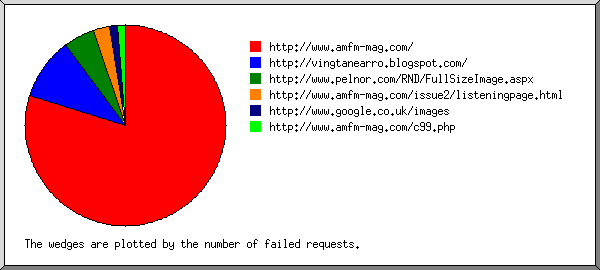 http://www.amfm-mag.com/
http://vingtanearro.blogspot.com/
http://www.pelnor.com/RND/FullSizeImage.aspx
http://www.amfm-mag.com/issue2/listeningpage.html
http://www.google.co.uk/images
http://www.amfm-mag.com/c99.php
The wedges are plotted by the number of failed requests.